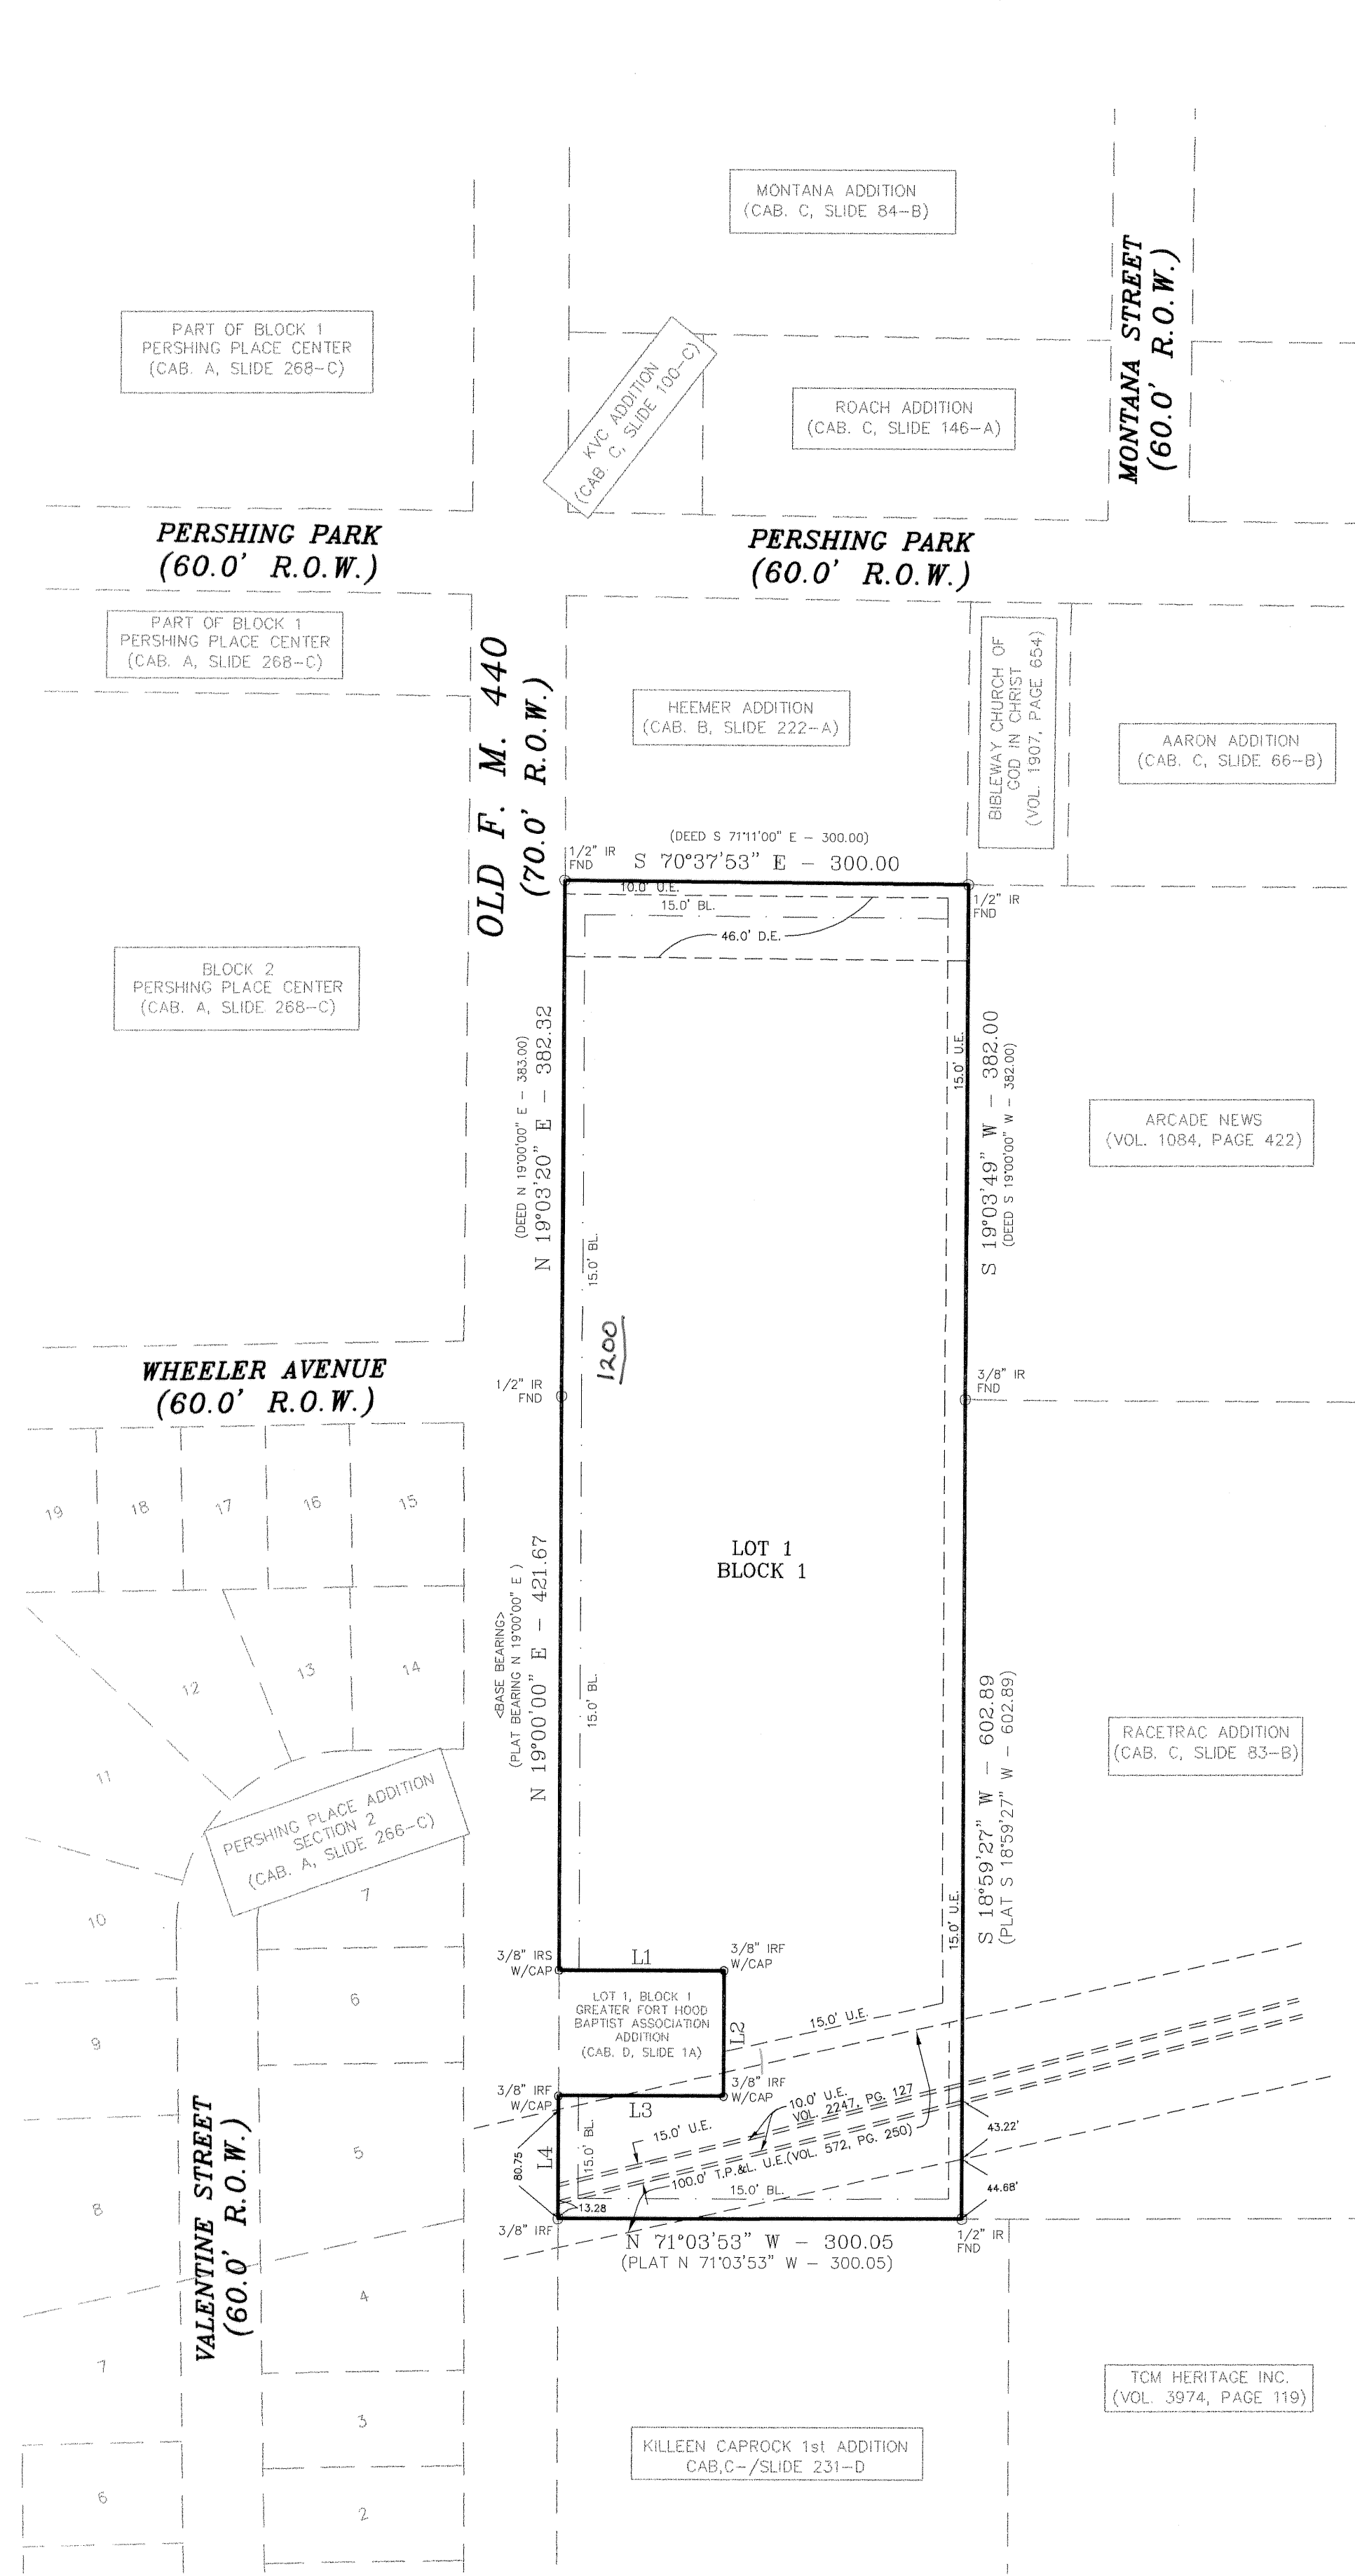 MONTANA ADDITION
(CAB. C, SLIDE 84-B)
MONTANA STREET
(60.0' R.O.W.)
PART OF BLOCK 1
PERSHING PLACE CENTER
(CAB. A, SLIDE 268-C)
KVC ADDITION
(CAB. C, SLIDE 100-C)
ROACH ADDITION
(CAB. C, SLIDE 146-A)
PERSHING PARK
(60.0' R.O.W.)
PERSHING PARK
(60.0' R.O.W.)
PART OF BLOCK 1
PERSHING PLACE CENTER
(CAB. A, SLIDE 268-C)
OLD F. M. 440
(70.0' R.O.W.)
HEEMER ADDITION
(CAB. B, SLIDE 222-A)
BIBLEWAY CHURCH OF
GOD IN CHRIST
(VOL. 1907, PAGE 654)
AARON ADDITION
(CAB. C, SLIDE 66-B)
(DEED S 71°11'00" E - 300.00)
S 70°37'53" E - 300.00
1/2" IR
FND
1/2" IR
FND
10.0' U.E.
15.0' BL.
46.0' D.E.
BLOCK 2
PERSHING PLACE CENTER
(CAB. A, SLIDE 268-C)
(DEED N 19°00'00" E - 383.00)
N 19°03'20" E - 382.32
15.0' BL.
15.0' U.E.
S 19°03'49" W - 382.00
(DEED S 19°00'00" W - 382.00)
ARCADE NEWS
(VOL. 1084, PAGE 422)
1200
WHEELER AVENUE
(60.0' R.O.W.)
1/2" IR
FND
3/8" IR
FND
19
18
17
16
15
LOT 1
BLOCK 1
<BASE BEARING>
(PLAT BEARING N 19°00'00" E )
N 19°00'00" E - 421.67
15.0' BL.
12
13
14
11
S 18°59'27" W - 602.89
(PLAT S 18°59'27" W - 602.89)
RACETRAC ADDITION
(CAB. C, SLIDE 83-B)
PERSHING PLACE ADDITION
SECTION 2
(CAB. A, SLIDE 266-C)
7
10
15.0' U.E.
3/8" IRS
W/CAP
L1
3/8" IRF
W/CAP
LOT 1, BLOCK 1
GREATER FORT HOOD
BAPTIST ASSOCIATION
ADDITION
(CAB. D, SLIDE 1A)
L2
15.0' U.E.
6
9
3/8" IRF
W/CAP
L3
3/8" IRF
W/CAP
10.0' U.E.
VOL. 2247, PG. 127
15.0' U.E.
100.0' T.P.&L. U.E.(VOL. 572, PG. 250)
43.22'
5
80.75
L4
15.0' BL.
15.0' BL.
44.68'
13.28
8
VALENTINE STREET
(60.0' R.O.W.)
3/8" IRF
N 71°03'53" W - 300.05
(PLAT N 71°03'53" W - 300.05)
1/2" IR
FND
4
7
3
TCM HERITAGE INC.
(VOL. 3974, PAGE 119)
KILLEEN CAPROCK 1st ADDITION
CAB,C-/SLIDE 231-D
6
2